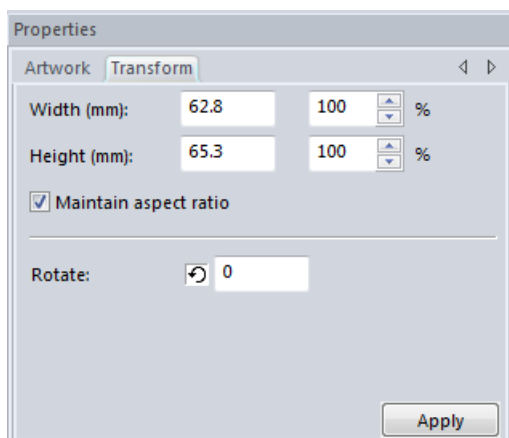 Properties
Artwork Transform
Width (mm): 62.8 100 %
Height (mm): 65.3 100 %
Maintain aspect ratio
Rotate: 0
Apply